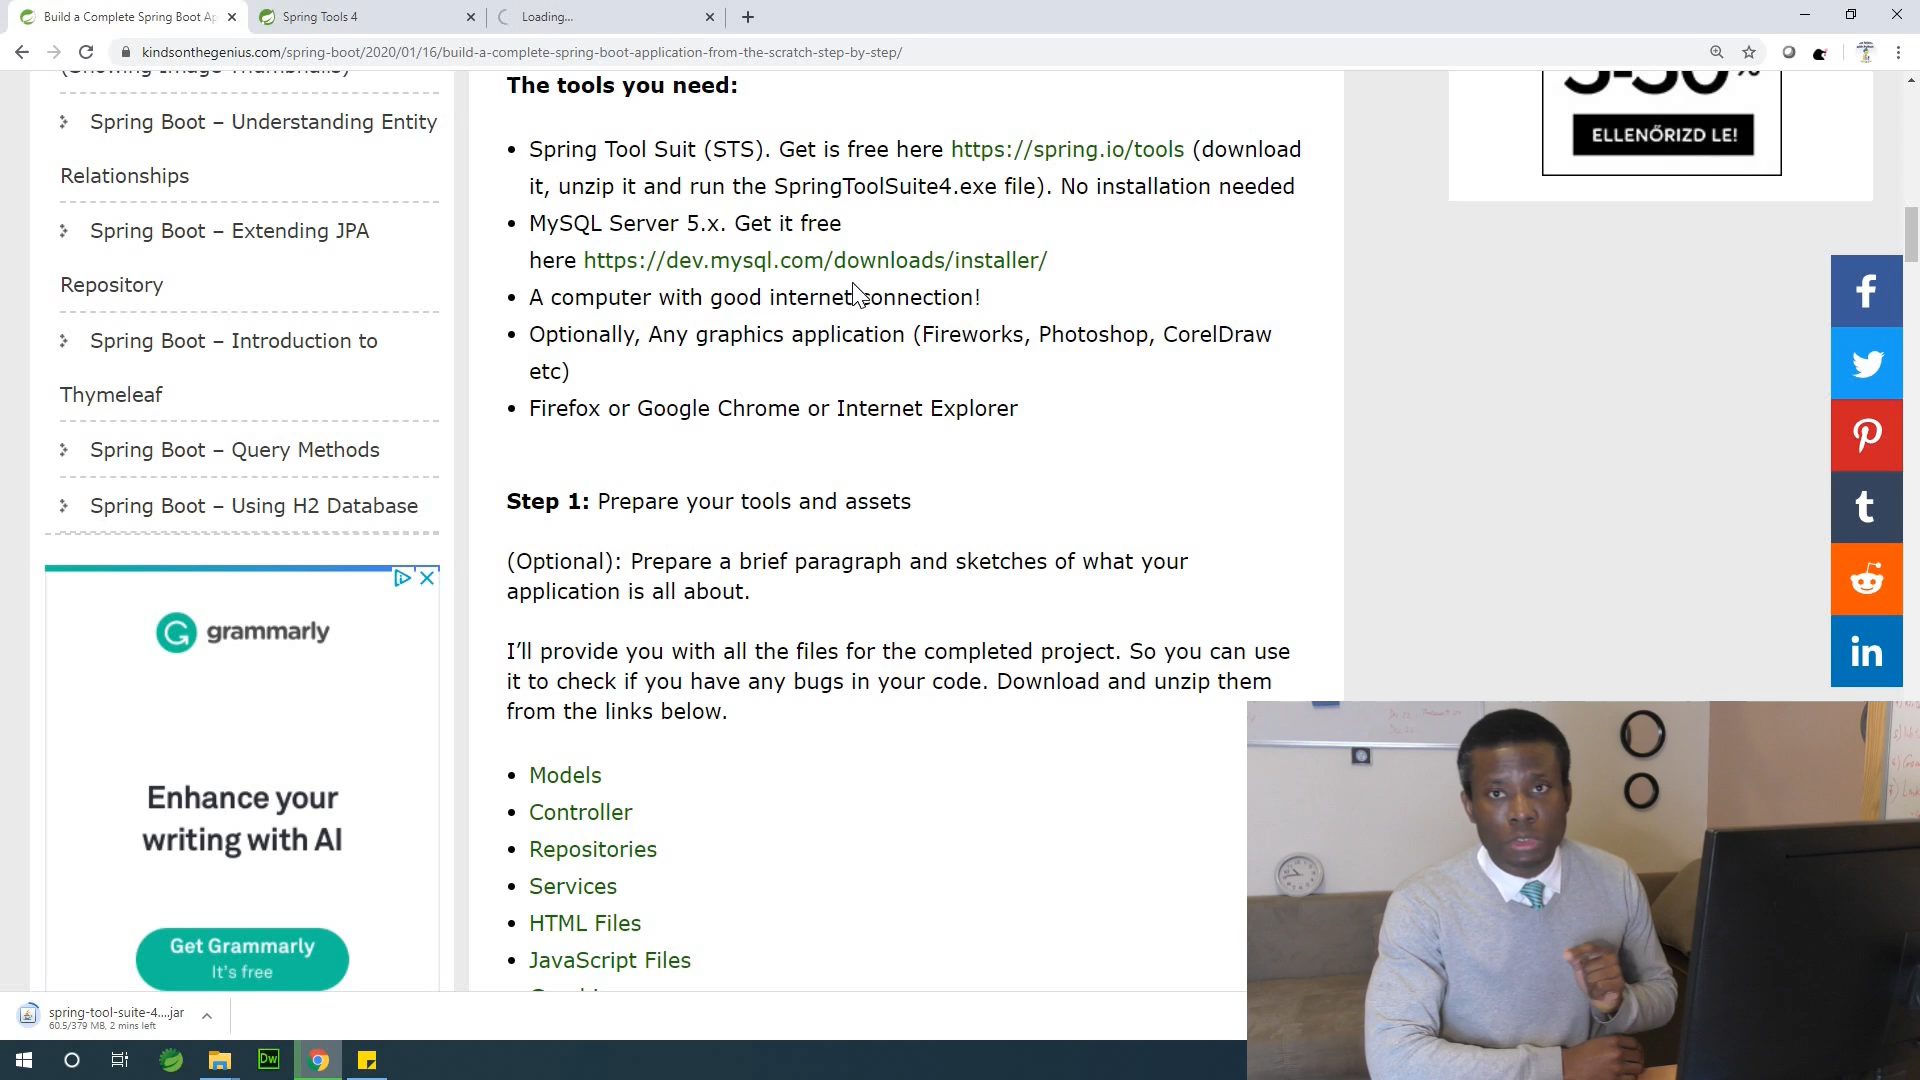 Build a Complete Spring Boot Ap
Spring Tools 4
Loading...
kindsonthegenius.com/spring-boot/2020/01/16/build-a-complete-spring-boot-application-from-the-scratch-step-by-step/
(Showing Image Thumbnails)
Spring Boot – Understanding Entity
Relationships
Spring Boot – Extending JPA
Repository
Spring Boot – Introduction to
Thymeleaf
Spring Boot – Query Methods
Spring Boot – Using H2 Database
grammarly
Enhance your
writing with AI
Get Grammarly
It's free
The tools you need:
Spring Tool Suit (STS). Get is free here https://spring.io/tools (download
it, unzip it and run the SpringToolSuite4.exe file). No installation needed
MySQL Server 5.x. Get it free
here https://dev.mysql.com/downloads/installer/
A computer with good internet connection!
Optionally, Any graphics application (Fireworks, Photoshop, CorelDraw
etc)
Firefox or Google Chrome or Internet Explorer
Step 1: Prepare your tools and assets
(Optional): Prepare a brief paragraph and sketches of what your
application is all about.
I’ll provide you with all the files for the completed project. So you can use
it to check if you have any bugs in your code. Download and unzip them
from the links below.
Models
Controller
Repositories
Services
HTML Files
JavaScript Files
ELLENŐRIZD LE!
spring-tool-suite-4....jar
60.5/379 MB, 2 mins left
Dw